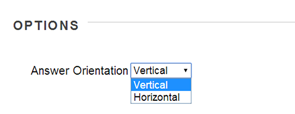 OPTIONS
Answer Orientation Vertical
Vertical
Horizontal